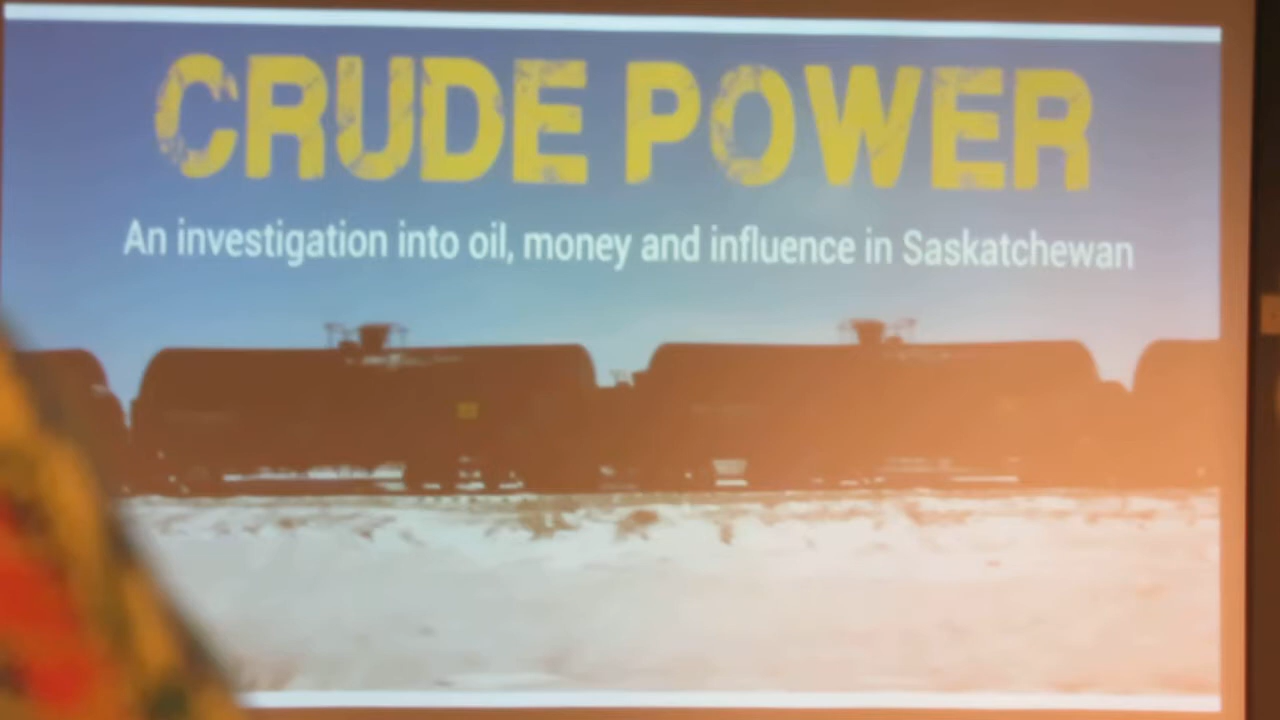 CRUDE POWER
An investigation into oil, money and influence in Saskatchewan